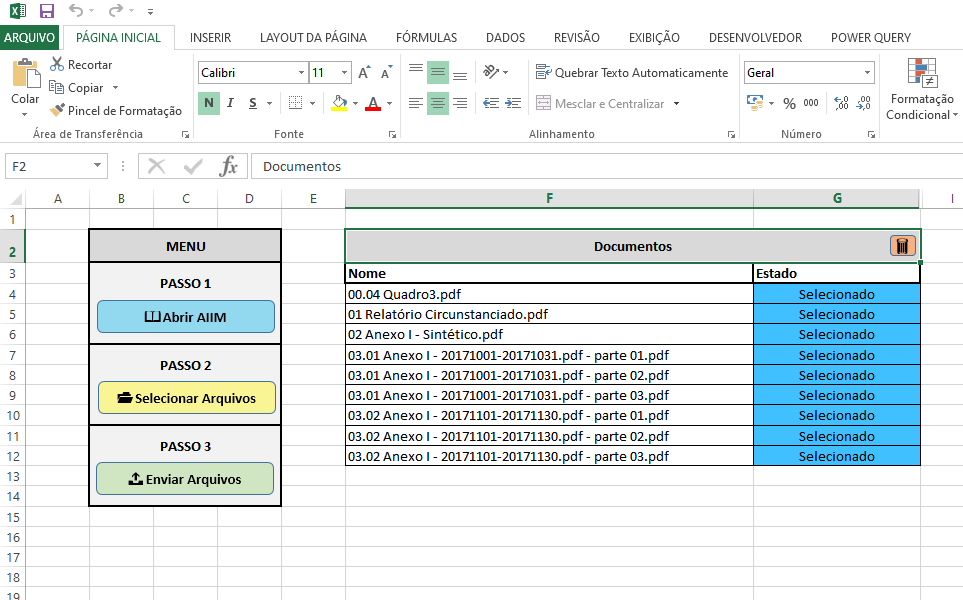 ARQUIVO PÁGINA INICIAL INSERIR LAYOUT DA PÁGINA FÓRMULAS DADOS REVISÃO EXIBIÇÃO DESENVOLVEDOR POWER QUERY
Colar
Recortar
Copiar
Pincel de Formatação
Área de Transferência
Calibri 11
N I S
Fonte
Quebrar Texto Automaticamente
Mesclar e Centralizar
Alinhamento
Geral
% 000
Número
Formatação
Condicional
F2 fx Documentos
A B C D E F G I
1
2 MENU Documentos
3 PASSO 1 Nome Estado
4 00.04 Quadro3.pdf Selecionado
5 Abrir AIIM 01 Relatório Circunstanciado.pdf Selecionado
6 02 Anexo I - Sintético.pdf Selecionado
7 PASSO 2 03.01 Anexo I - 20171001-20171031.pdf - parte 01.pdf Selecionado
8 03.01 Anexo I - 20171001-20171031.pdf - parte 02.pdf Selecionado
9 Selecionar Arquivos 03.01 Anexo I - 20171001-20171031.pdf - parte 03.pdf Selecionado
10 03.02 Anexo I - 20171101-20171130.pdf - parte 01.pdf Selecionado
11 PASSO 3 03.02 Anexo I - 20171101-20171130.pdf - parte 02.pdf Selecionado
12 03.02 Anexo I - 20171101-20171130.pdf - parte 03.pdf Selecionado
13 Enviar Arquivos
14
15
16
17
18
19